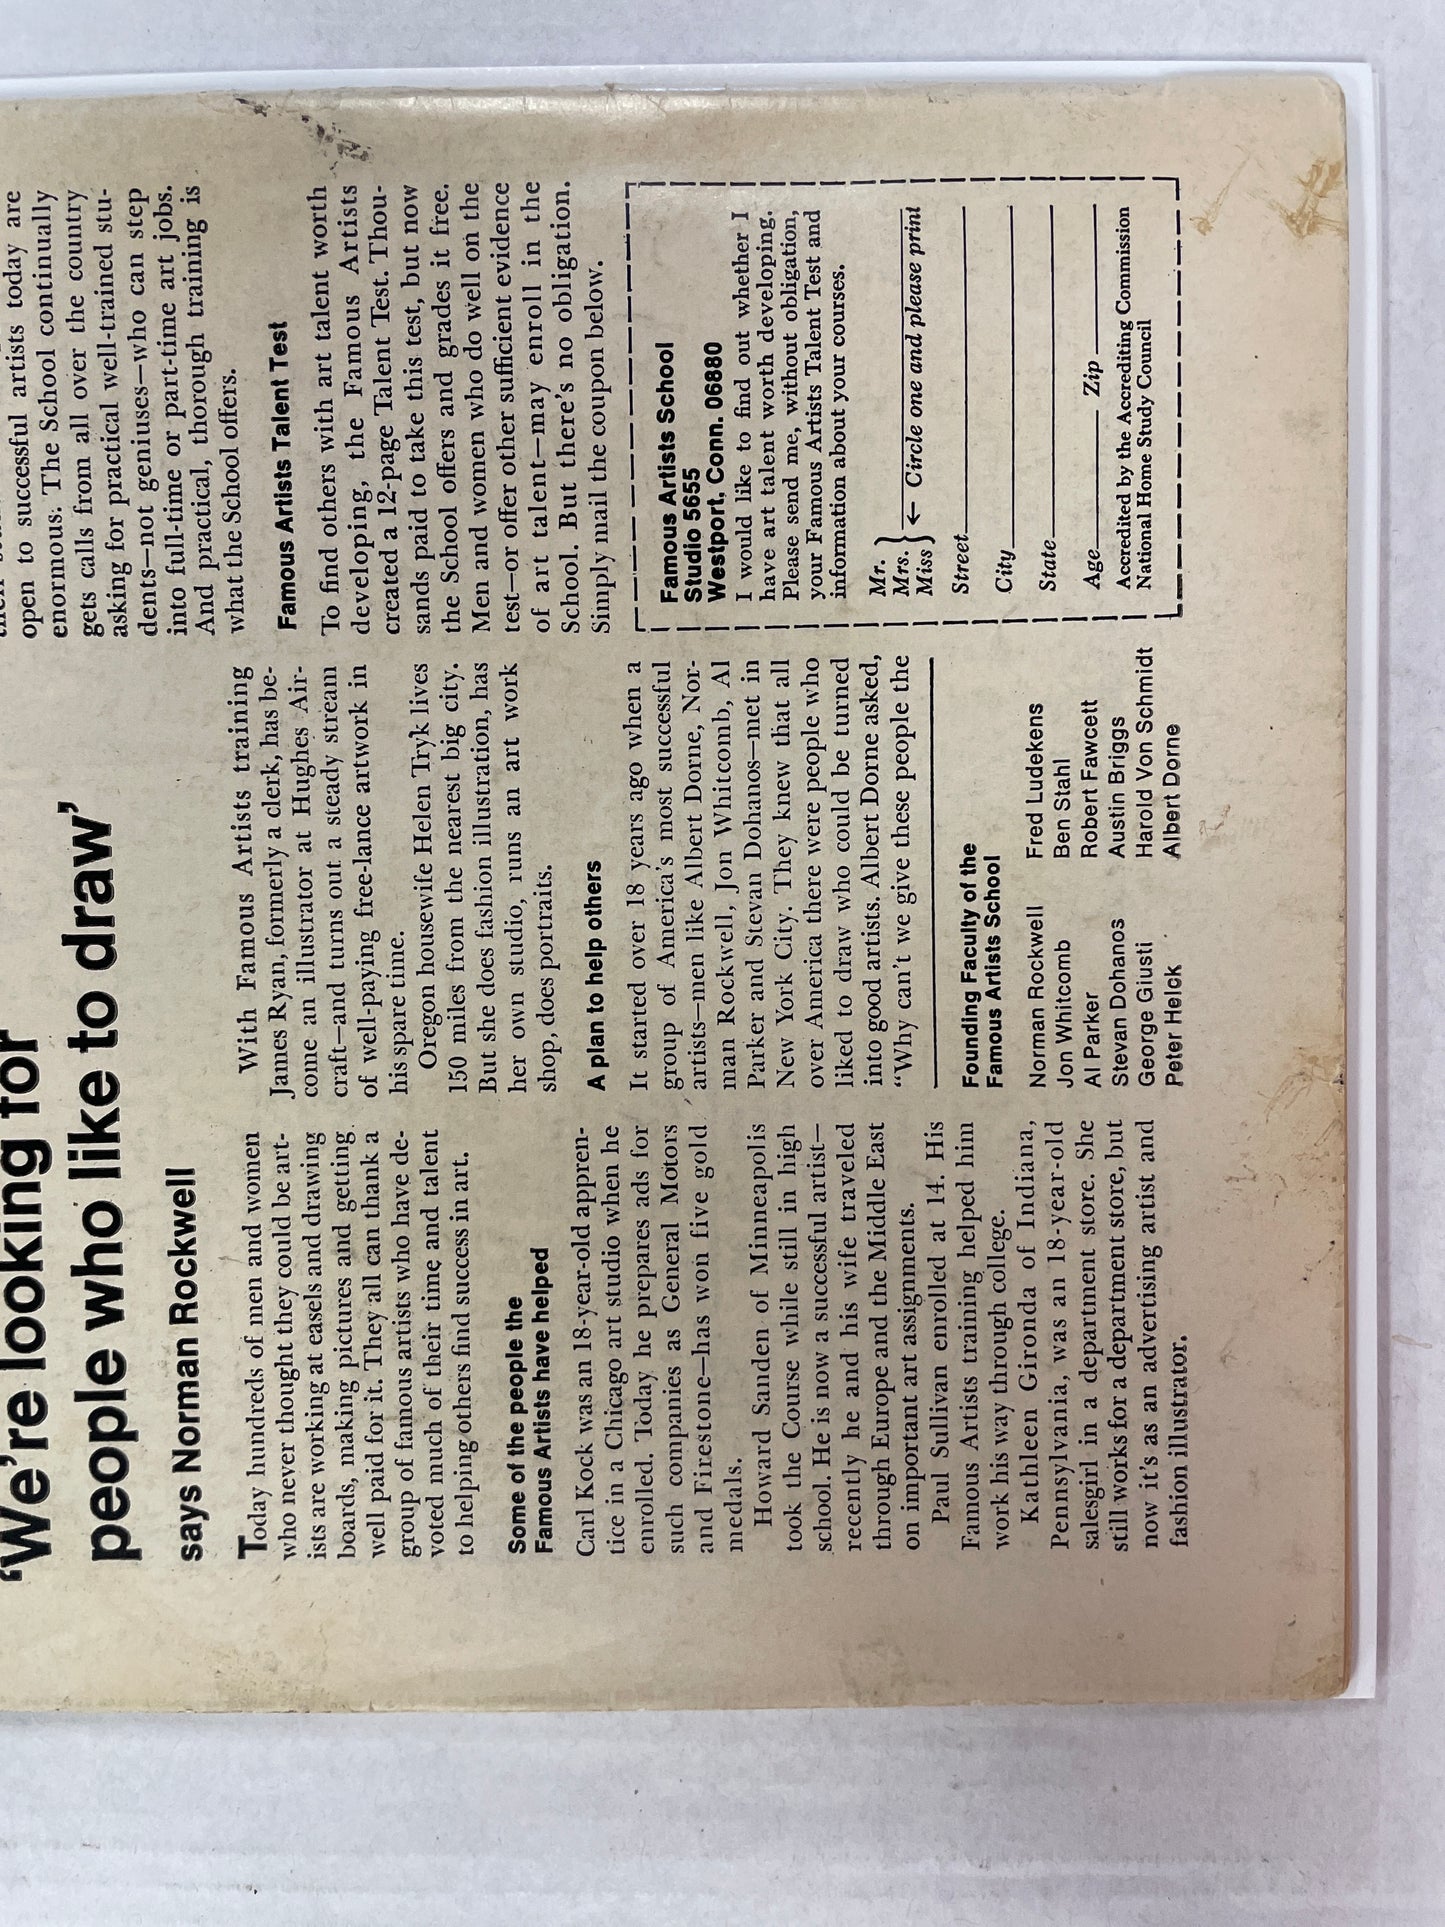 “We’re looking for
people who like to draw’
says Norman Rockwell
Today hundreds of men and women
who never thought they could be art-
ists are working at easels and drawing
boards, making pictures and getting
well paid for it. They all can thank a
group of famous artists who have de-
voted much of their time and talent
to helping others find success in art.
Some of the people the
Famous Artists have helped
Carl Kock was an 18-year-old appren-
tice in a Chicago art studio when he
enrolled. Today he prepares ads for
such companies as General Motors
and Firestone—has won five gold
medals.
Howard Sanden of Minneapolis
took the Course while still in high
school. He is now a successful artist—
recently he and his wife traveled
through Europe and the Middle East
on important art assignments.
Paul Sullivan enrolled at 14. His
Famous Artists training helped him
work his way through college.
Kathleen Gironda of Indiana,
Pennsylvania, was an 18-year-old
salesgirl in a department store. She
still works for a department store, but
now it's as an advertising artist and
fashion illustrator.
With Famous Artists training
James Ryan, formerly a clerk, has be-
come an illustrator at Hughes Air-
craft—and turns out a steady stream
of well-paying free-lance artwork in
his spare time.
Oregon housewife Helen Tryk lives
150 miles from the nearest big city.
But she does fashion illustration, has
her own studio, runs an art work
shop, does portraits.
A plan to help others
It started over 18 years ago when a
group of America's most successful
artists—men like Albert Dorne, Nor-
man Rockwell, Jon Whitcomb, Al
Parker and Stevan Dohanos—met in
New York City. They knew that all
over America there were people who
liked to draw who could be turned
into good artists. Albert Dorne asked,
“Why can't we give these people the
Founding Faculty of the
Famous Artists School
Norman Rockwell
Jon Whitcomb
Al Parker
Stevan Dohanos
George Giusti
Peter Helck
Fred Ludekens
Ben Stahl
Robert Fawcett
Austin Briggs
Harold Von Schmidt
Albert Dorne
open to successful artists today are
enormous: The School continually
gets calls from all over the country
asking for practical well-trained stu-
dents—not geniuses—who can step
into full-time or part-time art jobs.
And practical, thorough training is
what the School offers.
Famous Artists Talent Test
To find others with art talent worth
developing, the Famous Artists
created a 12-page Talent Test. Thou-
sands paid to take this test, but now
the School offers and grades it free.
Men and women who do well on the
test—or offer other sufficient evidence
of art talent—may enroll in the
School. But there's no obligation.
Simply mail the coupon below.
Famous Artists School
Studio 5655
Westport, Conn. 06880
I would like to find out whether I
have art talent worth developing.
Please send me, without obligation,
your Famous Artists Talent Test and
information about your courses.
Mr.
Mrs. } ← Circle one and please print
Miss
Street
City
State
Age Zip
Accredited by the Accrediting Commission
National Home Study Council